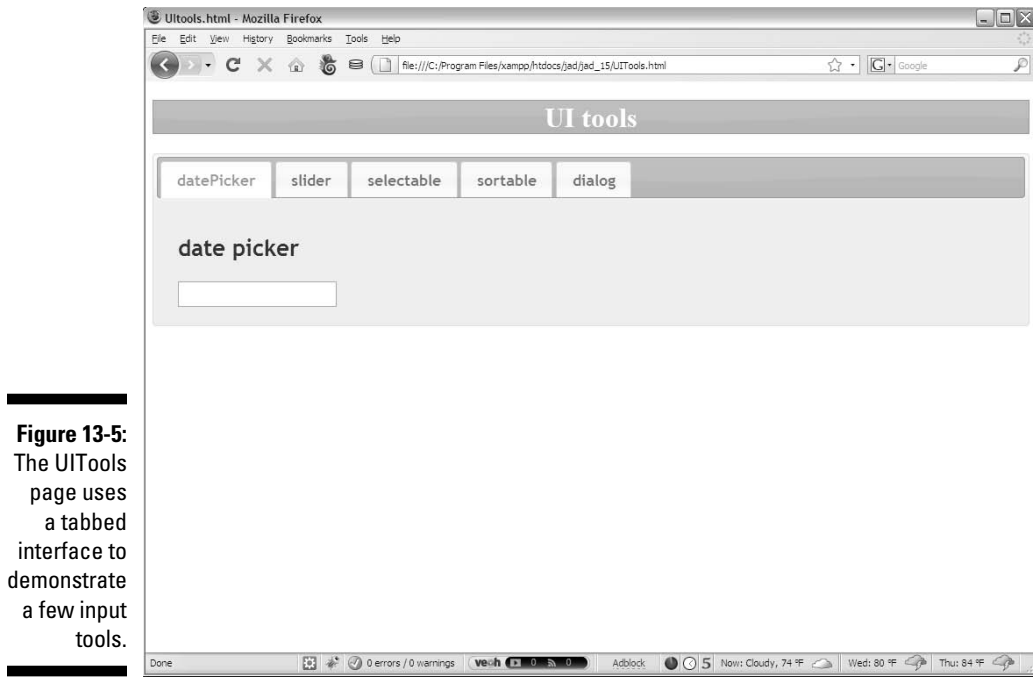 UItools.html - Mozilla Firefox
File Edit View History Bookmarks Tools Help
file:///C:/Program Files/xampp/htdocs/jad/jad_15/UITools.html
G Google
UI tools
datePicker slider selectable sortable dialog
date picker
Figure 13-5:
The UITools
page uses
a tabbed
interface to
demonstrate
a few input
tools.
Done 0 errors / 0 warnings veoh 0 0 Adblock 5 Now: Cloudy, 74 °F Wed: 80 °F Thu: 84 °F